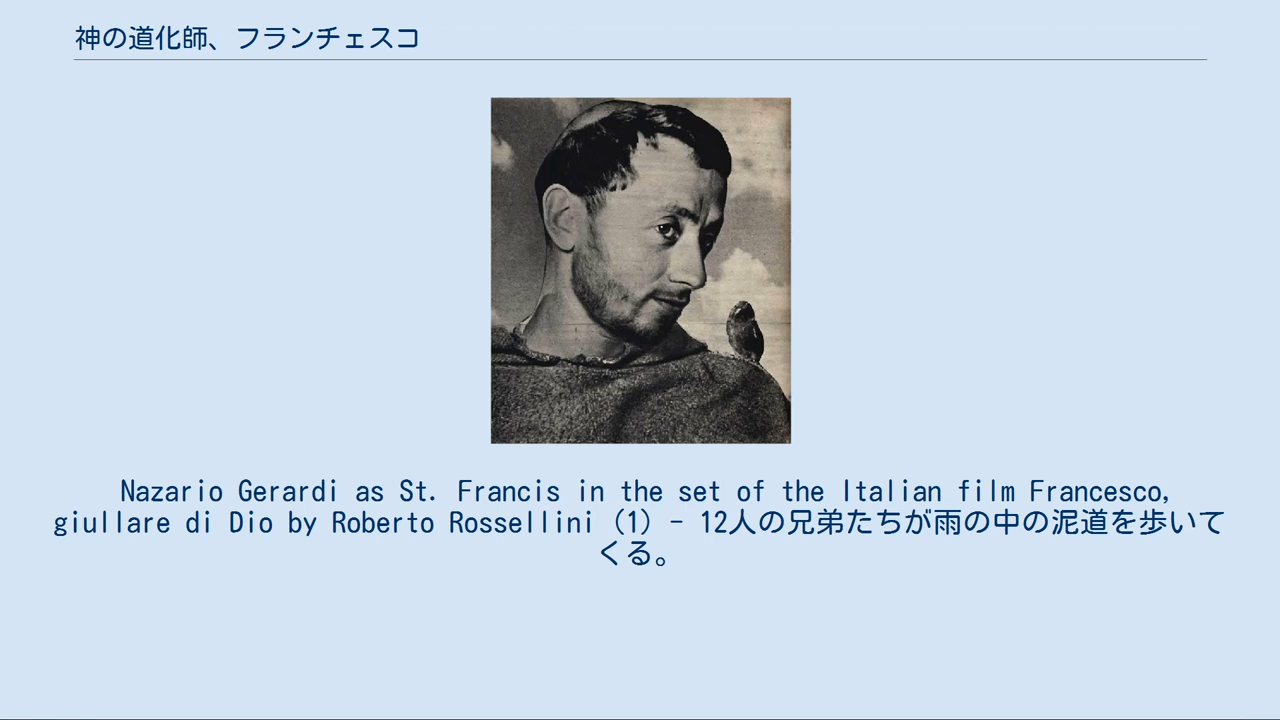 神の道化師、フランチェスコ
Nazario Gerardi as St. Francis in the set of the Italian film Francesco,
giullare di Dio by Roberto Rossellini (1) - 12人の兄弟たちが雨の中の泥道を歩いて
くる。